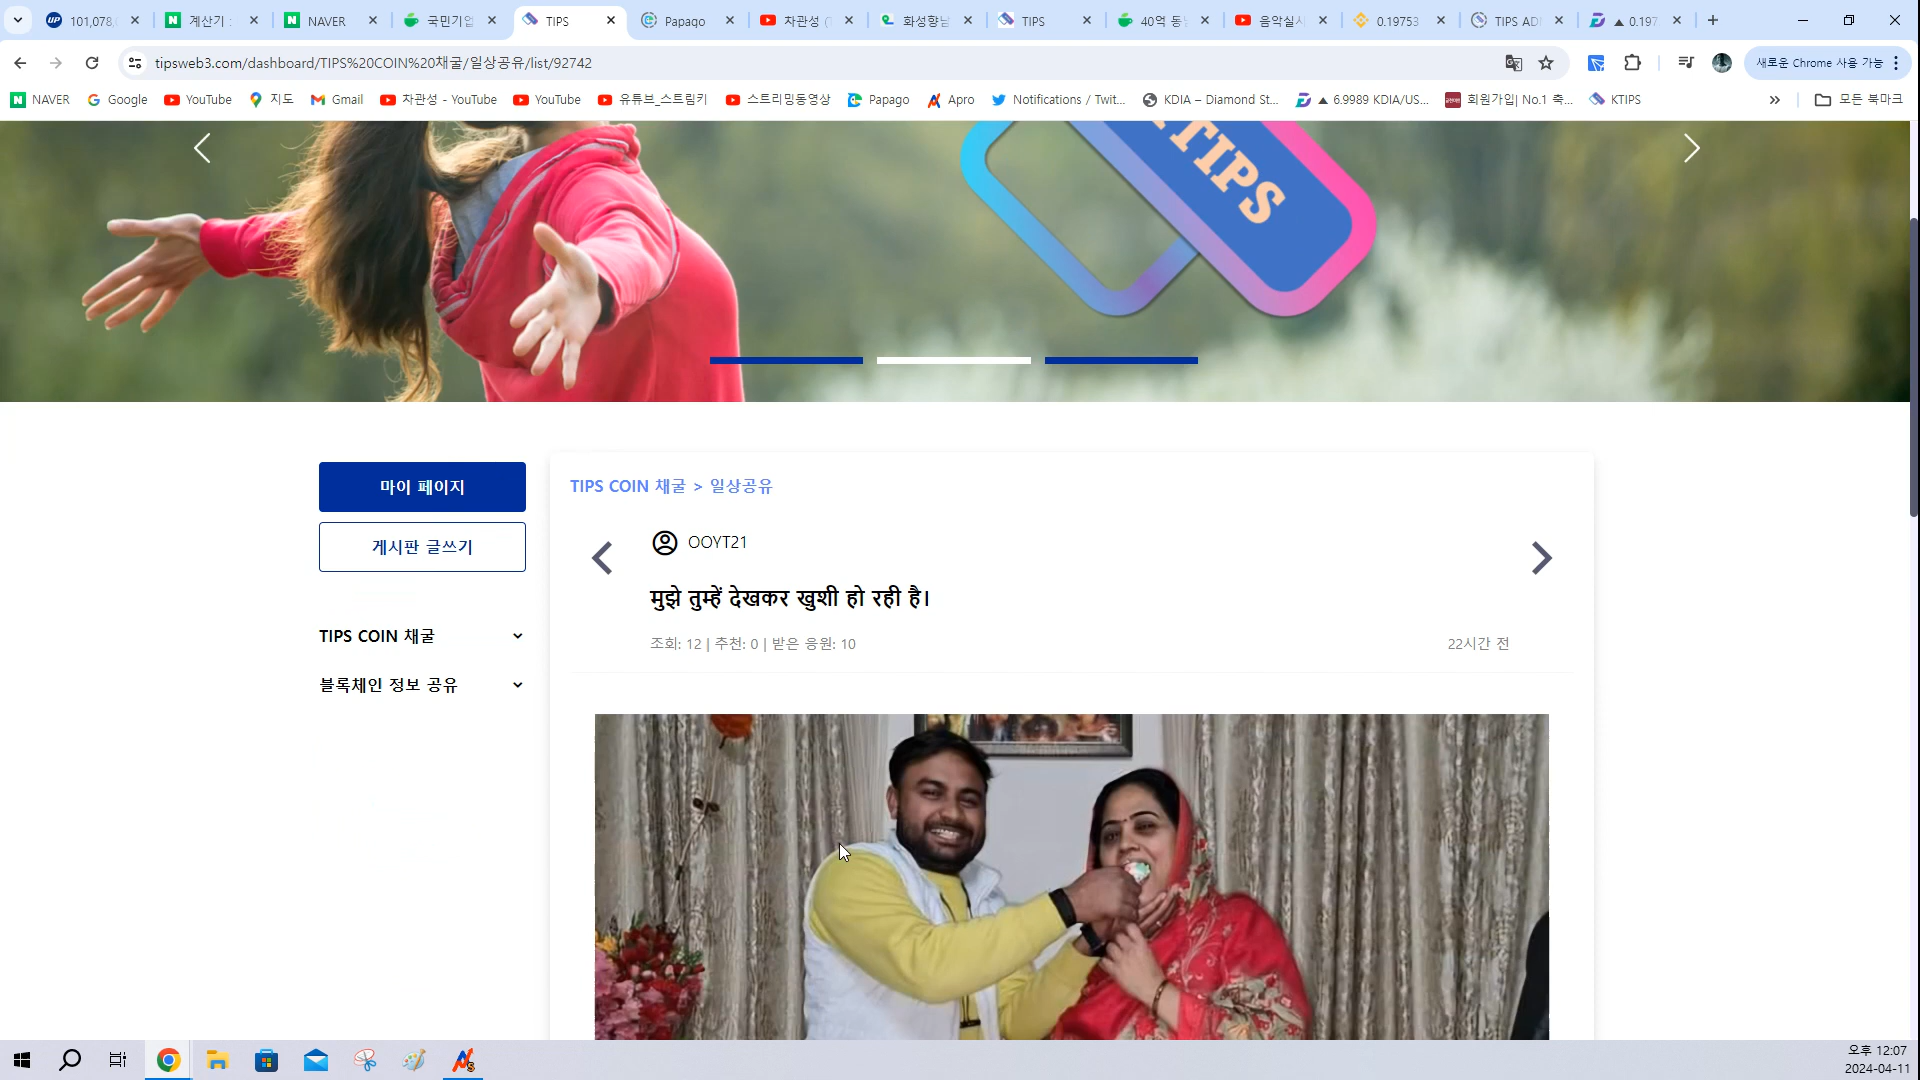 101,078,
계산기 :
NAVER
국민기업
TIPS
Papago
차관성 (T
화성향남
TIPS
40억 동
음악실시
0.19753
TIPS ADI
▲ 0.197
tipsweb3.com/dashboard/TIPS%20COIN%20채굴/일상공유/list/92742
새로운 Chrome 사용 가능
NAVER
Google
YouTube
지도
Gmail
차관성 - YouTube
YouTube
유튜브_스트림키
스트리밍동영상
Papago
Apro
Notifications / Twit...
KDIA – Diamond St...
▲ 6.9989 KDIA/US...
회원가입| No.1 축...
KTIPS
모든 북마크
TIPS
마이 페이지
게시판 글쓰기
TIPS COIN 채굴
블록체인 정보 공유
TIPS COIN 채굴 > 일상공유
OOYT21
मुझे तुम्हें देखकर खुशी हो रही है।
조회: 12 | 추천: 0 | 받은 응원: 10
22시간 전
오후 12:07
2024-04-11